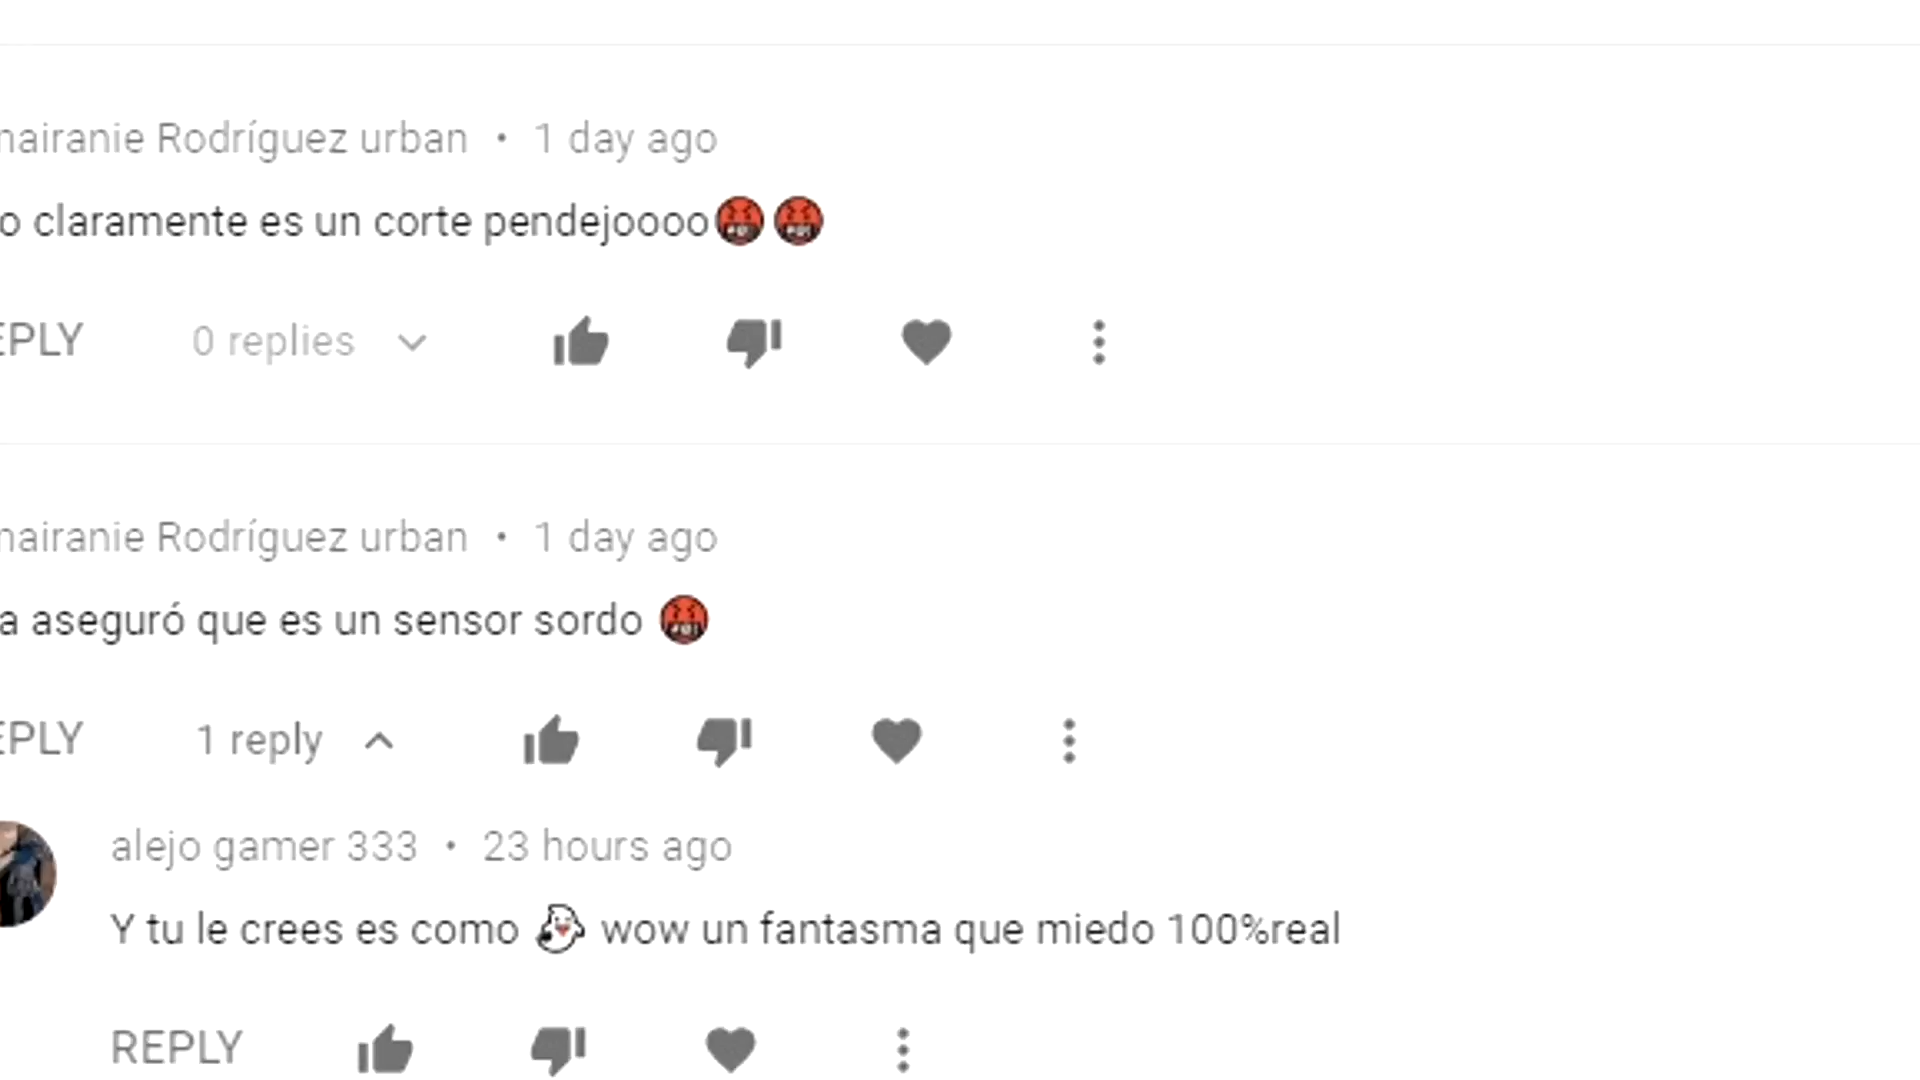 nairanie Rodríguez urban • 1 day ago
o claramente es un corte pendejoooo🤬🤬
EPLY 0 replies
nairanie Rodríguez urban • 1 day ago
a aseguró que es un sensor sordo 🤬
EPLY 1 reply
alejo gamer 333 • 23 hours ago
Y tu le crees es como 👻 wow un fantasma que miedo 100%real
REPLY